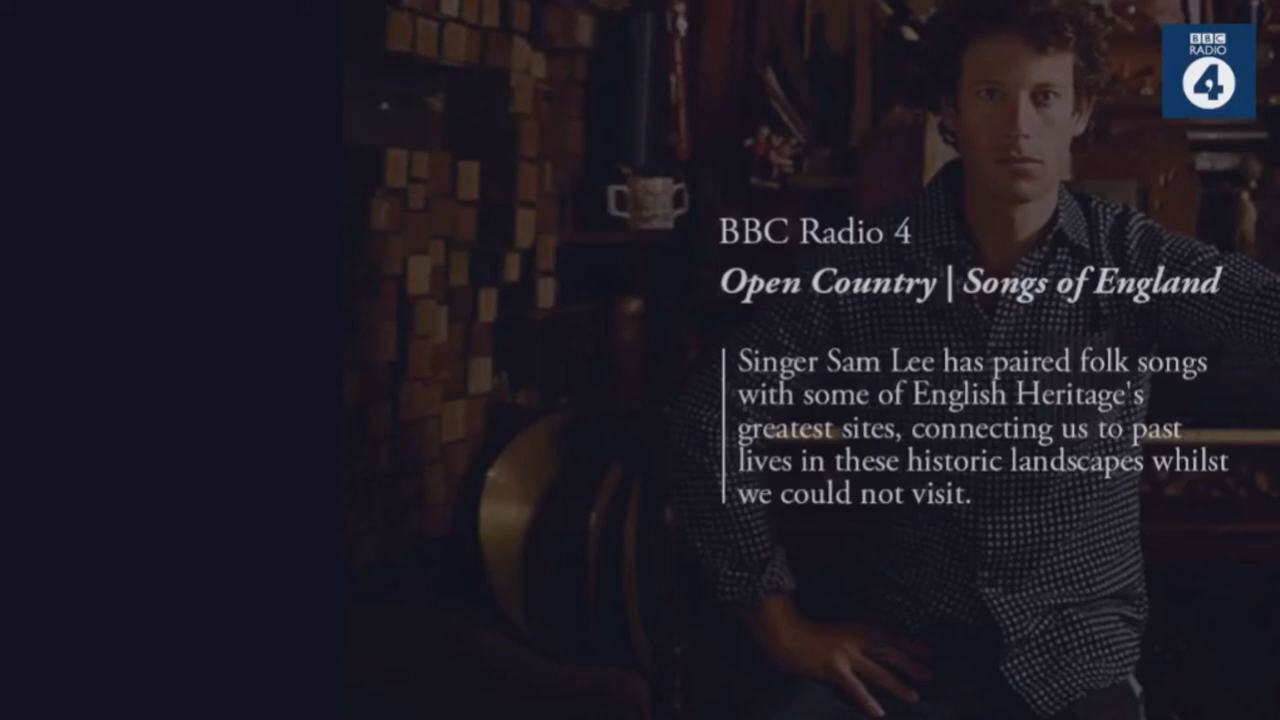 BBC
RADIO
4
BBC Radio 4
Open Country | Songs of England
Singer Sam Lee has paired folk songs
with some of English Heritage's
greatest sites, connecting us to past
lives in these historic landscapes whilst
we could not visit.